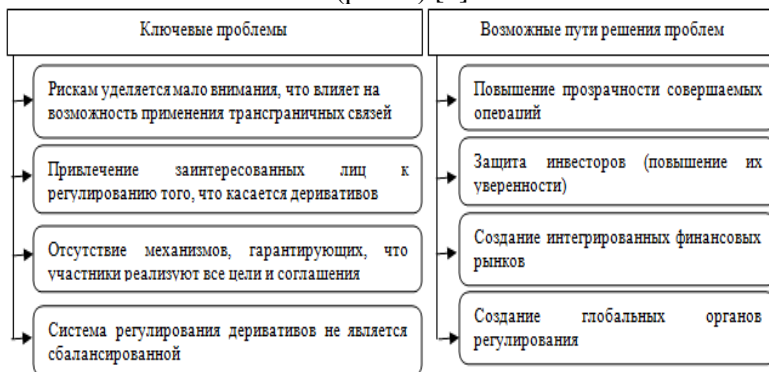 Ключевые проблемы
Рискам уделяется мало внимания, что влияет на
возможность применения трансграничных связей
Привлечение заинтересованных лиц к
регулированию того, что касается деривативов
Отсутствие механизмов, гарантирующих, что
участники реализуют все цели и соглашения
Система регулирования деривативов не является
сбалансированной
Возможные пути решения проблем
Повышение прозрачности совершаемых
операций
Защита инвесторов (повышение их
уверенности)
Создание интегрированных финансовых
рынков
Создание глобальных органов
регулирования